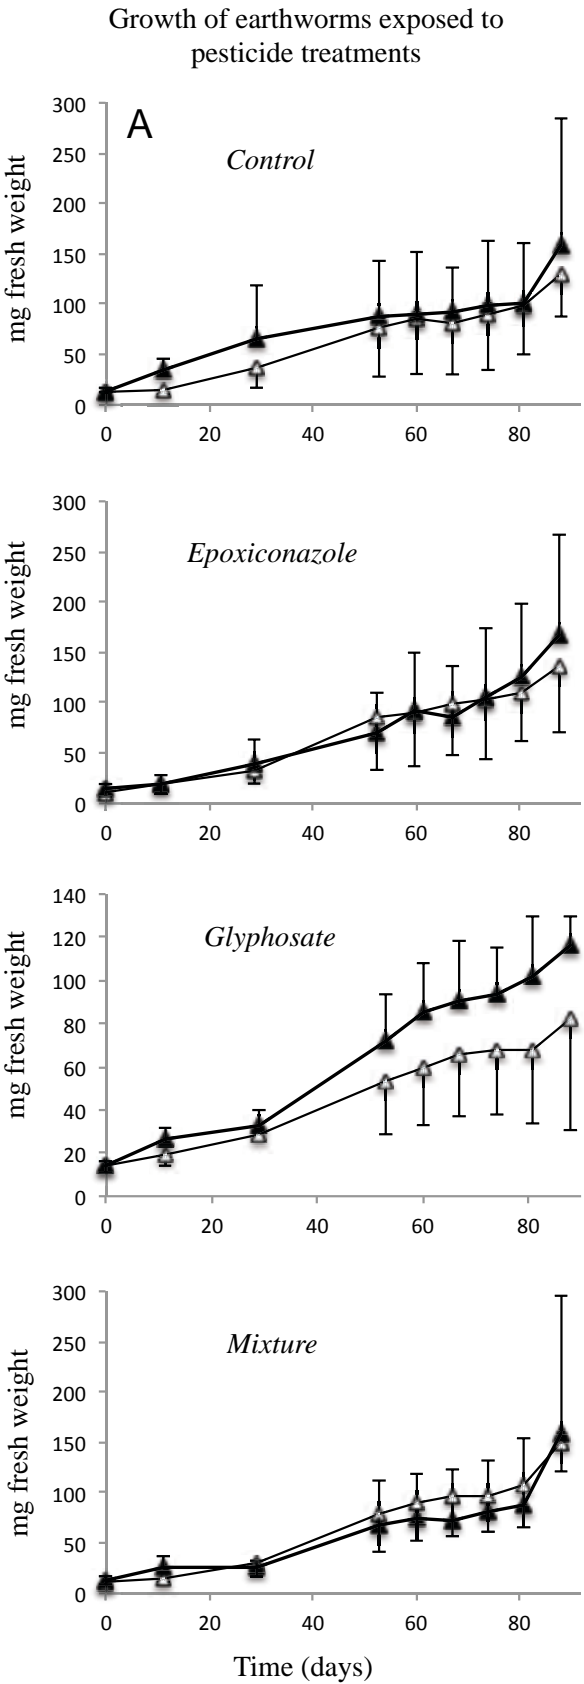 Growth of earthworms exposed to
pesticide treatments
A
Control
mg fresh weight
300
250
200
150
100
50
0
0 20 40 60 80
Epoxiconazole
mg fresh weight
300
250
200
150
100
50
0
0 20 40 60 80
Glyphosate
mg fresh weight
140
120
100
80
60
40
20
0
0 20 40 60 80
Mixture
mg fresh weight
300
250
200
150
100
50
0
0 20 40 60 80
Time (days)